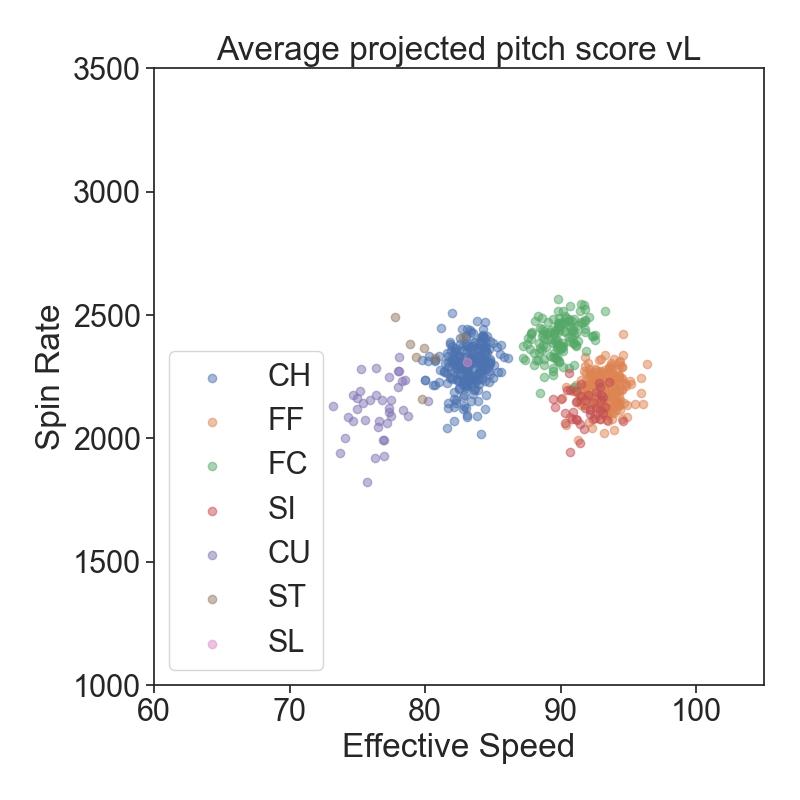 Average projected pitch score vL
3500
3000
2500
2000
1500
1000
Spin Rate
CH
FF
FC
SI
CU
ST
SL
60 70 80 90 100
Effective Speed